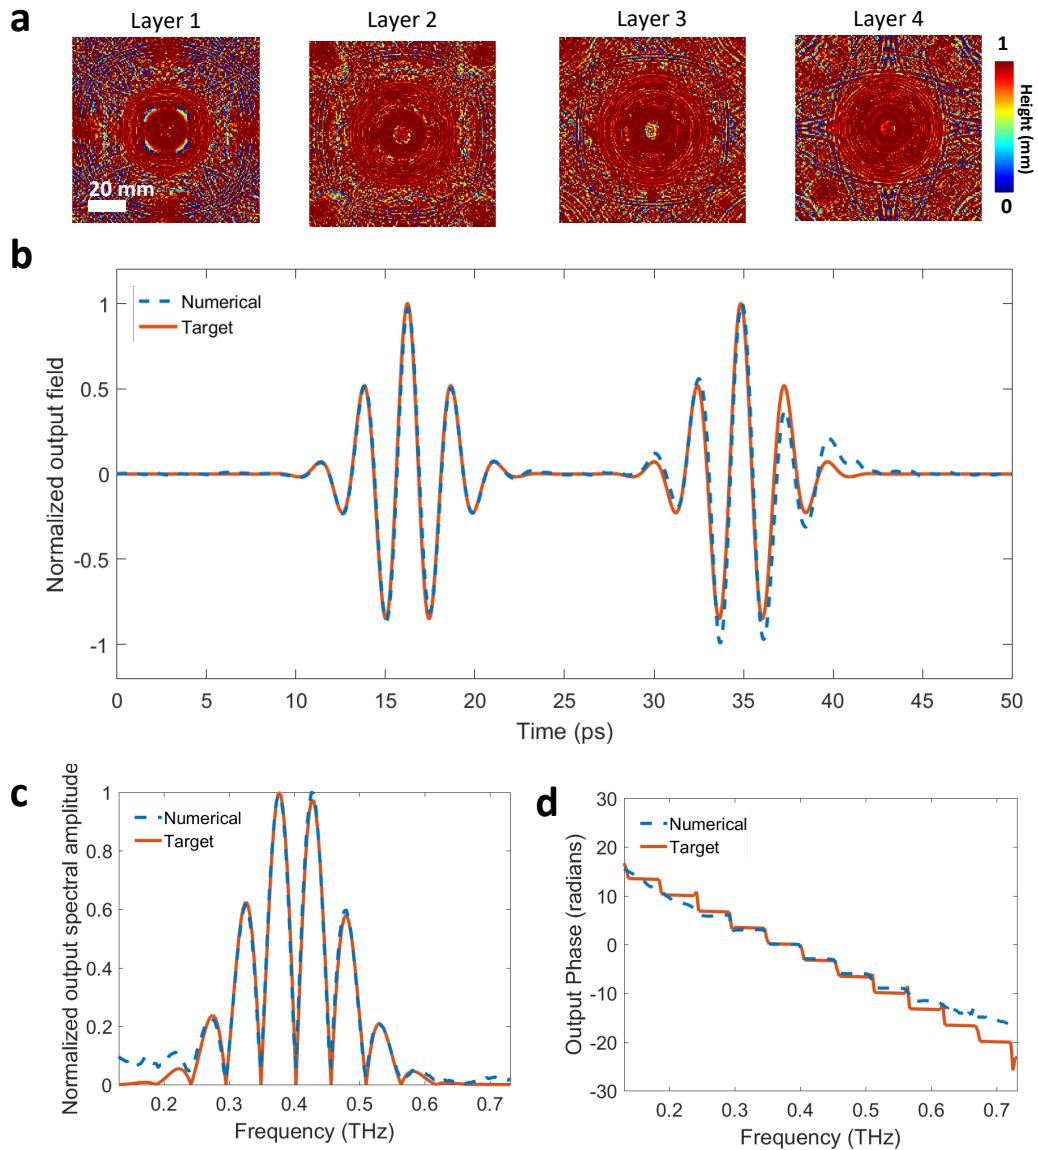 a
Layer 1
Layer 2
Layer 3
Layer 4
20 mm
1
Height (mm)
0
b
Normalized output field
1
0.5
0
-0.5
-1
Numerical
Target
0 5 10 15 20 25 30 35 40 45 50
Time (ps)
c
Normalized output spectral amplitude
1
0.8
0.6
0.4
0.2
0
Numerical
Target
0.2 0.3 0.4 0.5 0.6 0.7
Frequency (THz)
d
Output Phase (radians)
30
20
10
0
-10
-20
-30
Numerical
Target
0.2 0.3 0.4 0.5 0.6 0.7
Frequency (THz)